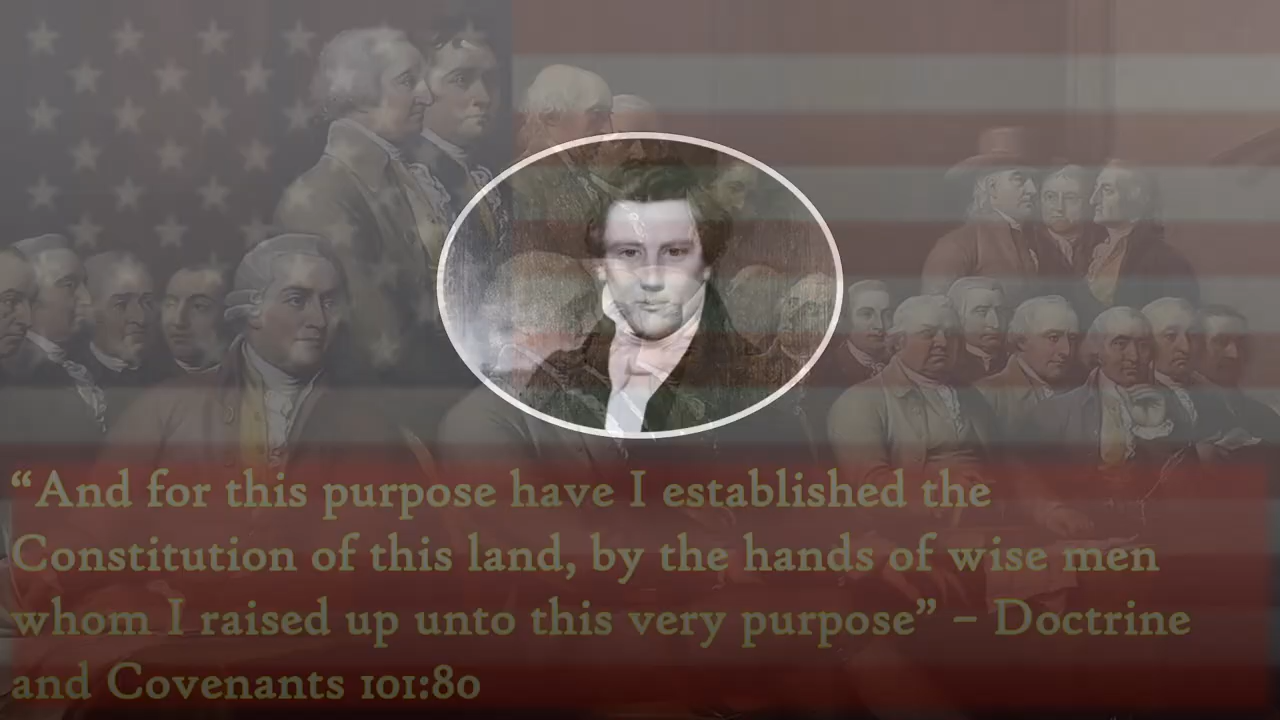 “And for this purpose have I established the
Constitution of this land, by the hands of wise men
whom I raised up unto this very purpose” – Doctrine
and Covenants 101:80